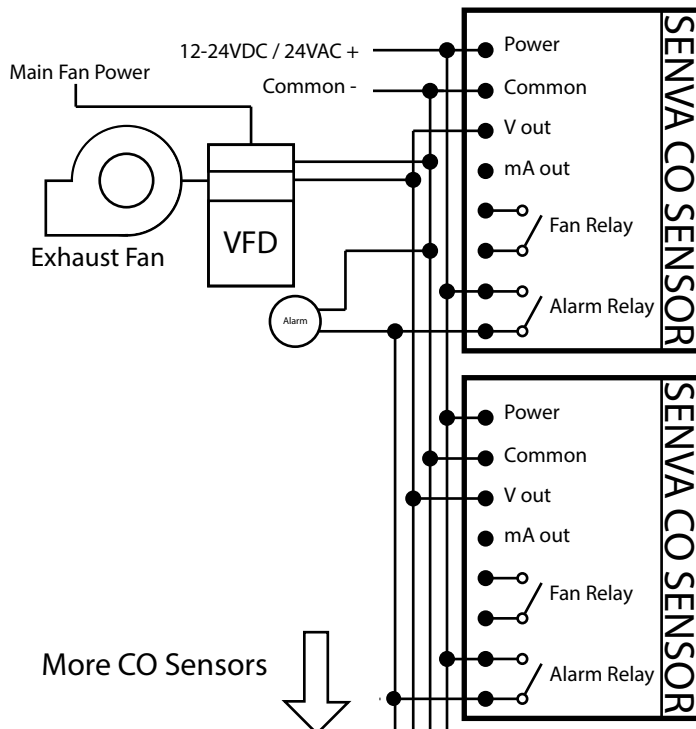 12-24VDC / 24VAC +
Main Fan Power
Common -
Exhaust Fan
VFD
Alarm
Power
Common
V out
mA out
Fan Relay
Alarm Relay
SENVA CO SENSOR
Power
Common
V out
mA out
Fan Relay
Alarm Relay
SENVA CO SENSOR
More CO Sensors